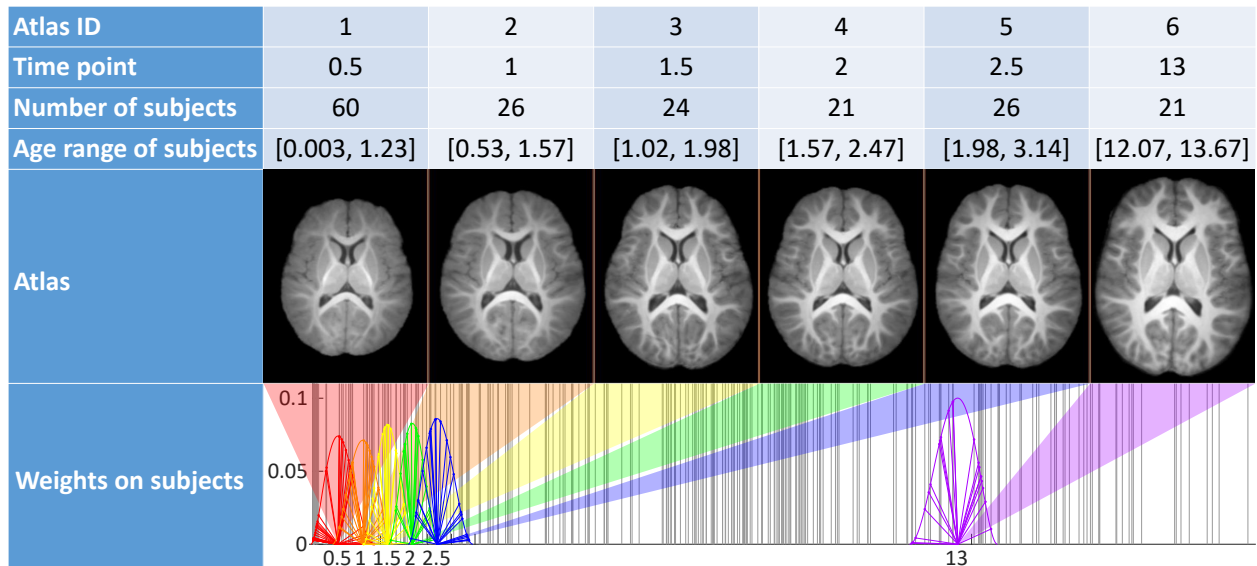 Atlas ID 1 2 3 4 5 6
Time point 0.5 1 1.5 2 2.5 13
Number of subjects 60 26 24 21 26 21
Age range of subjects [0.003, 1.23] [0.53, 1.57] [1.02, 1.98] [1.57, 2.47] [1.98, 3.14] [12.07, 13.67]
Atlas
0.1
0.05
Weights on subjects
0
0.5 1 1.5 2 2.5 13